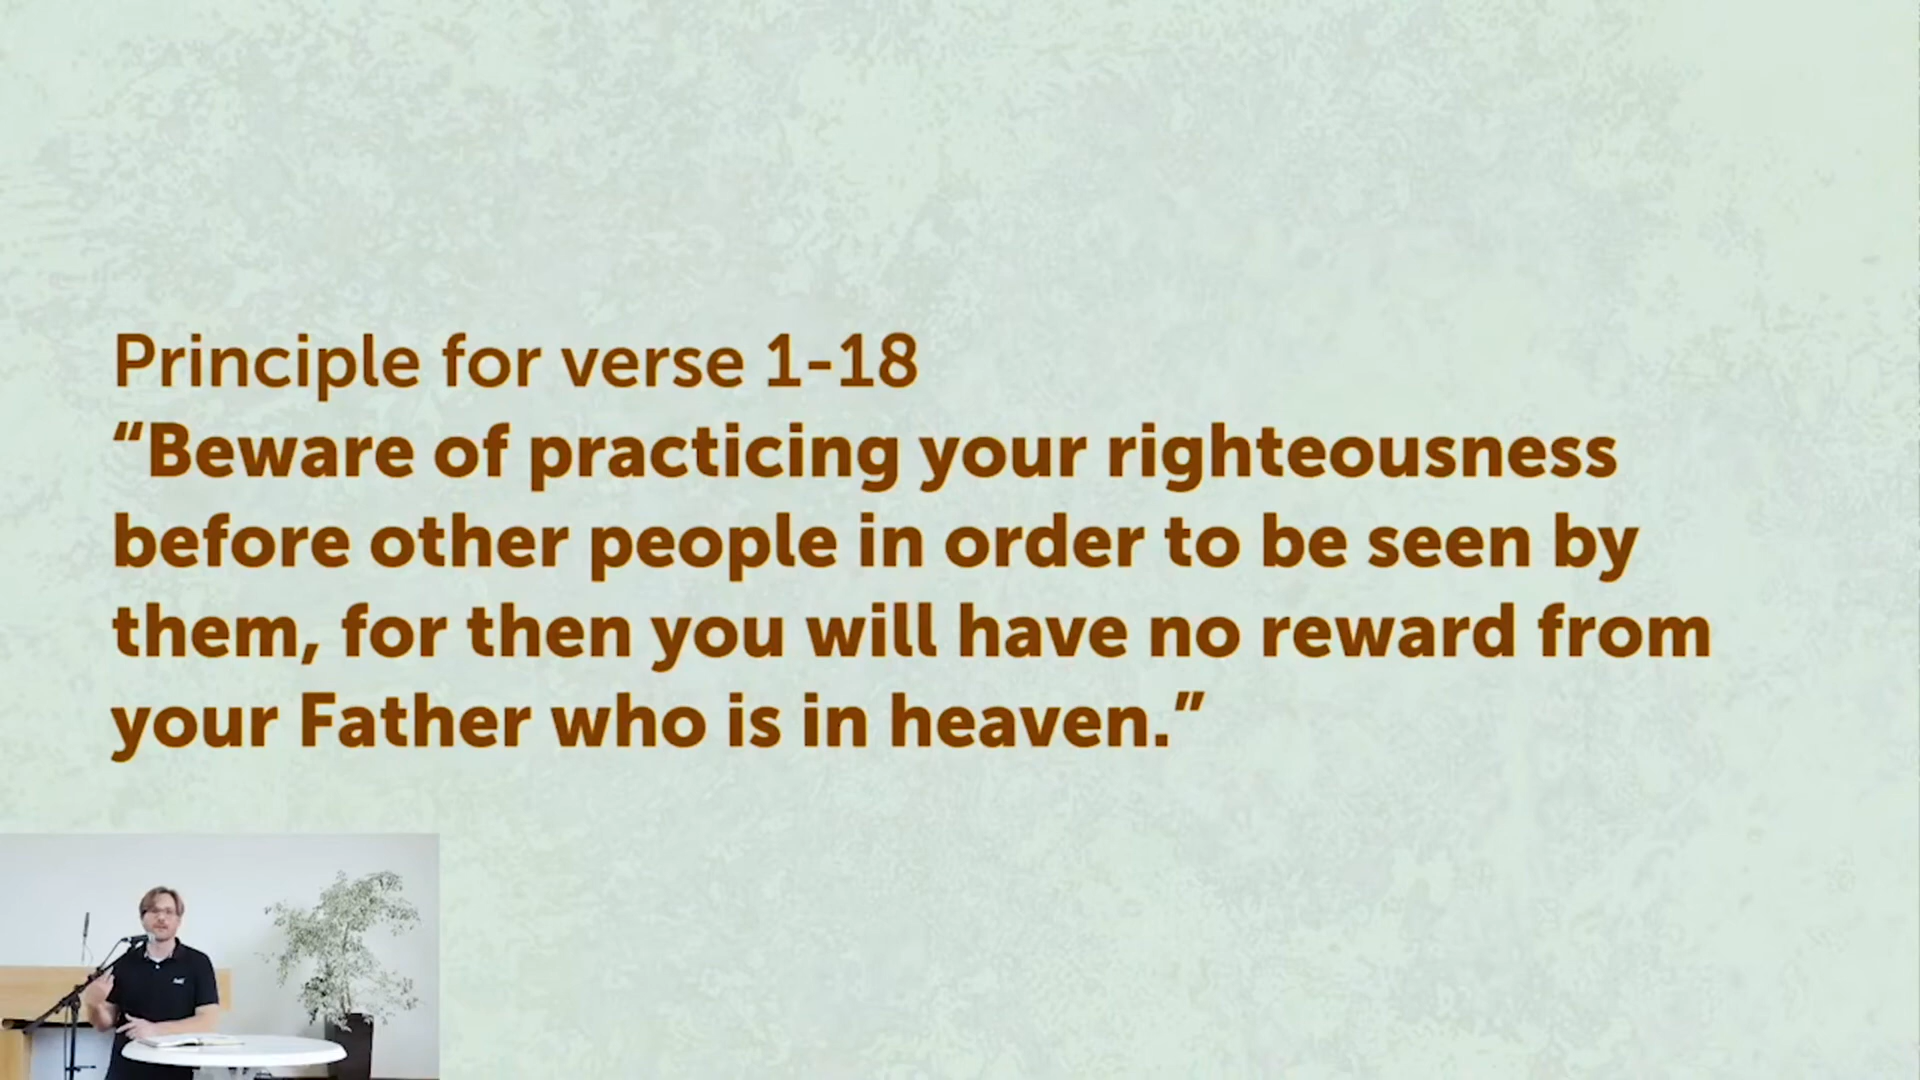 Principle for verse 1-18
“Beware of practicing your righteousness
before other people in order to be seen by
them, for then you will have no reward from
your Father who is in heaven.”